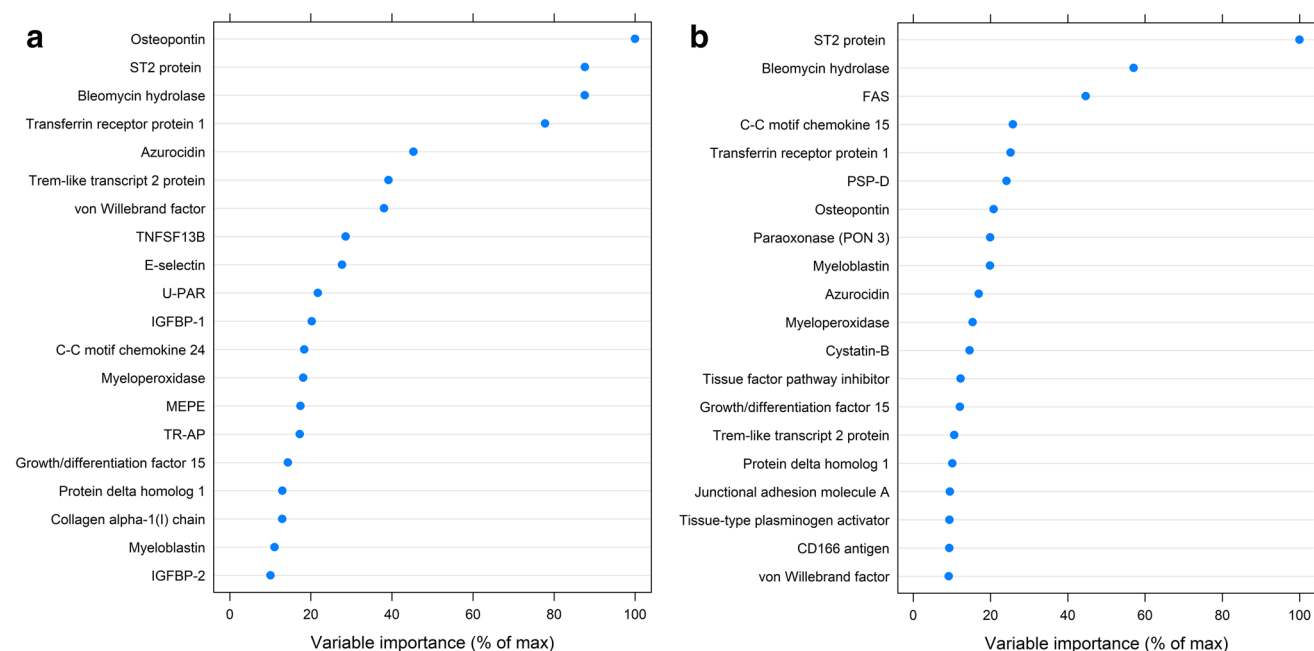 a
Osteopontin
ST2 protein
Bleomycin hydrolase
Transferrin receptor protein 1
Azurocidin
Trem-like transcript 2 protein
von Willebrand factor
TNFSF13B
E-selectin
U-PAR
IGFBP-1
C-C motif chemokine 24
Myeloperoxidase
MEPE
TR-AP
Growth/differentiation factor 15
Protein delta homolog 1
Collagen alpha-1(I) chain
Myeloblastin
IGFBP-2
0 20 40 60 80 100
Variable importance (% of max)
b
ST2 protein
Bleomycin hydrolase
FAS
C-C motif chemokine 15
Transferrin receptor protein 1
PSP-D
Osteopontin
Paraoxonase (PON 3)
Myeloblastin
Azurocidin
Myeloperoxidase
Cystatin-B
Tissue factor pathway inhibitor
Growth/differentiation factor 15
Trem-like transcript 2 protein
Protein delta homolog 1
Junctional adhesion molecule A
Tissue-type plasminogen activator
CD166 antigen
von Willebrand factor
0 20 40 60 80 100
Variable importance (% of max)